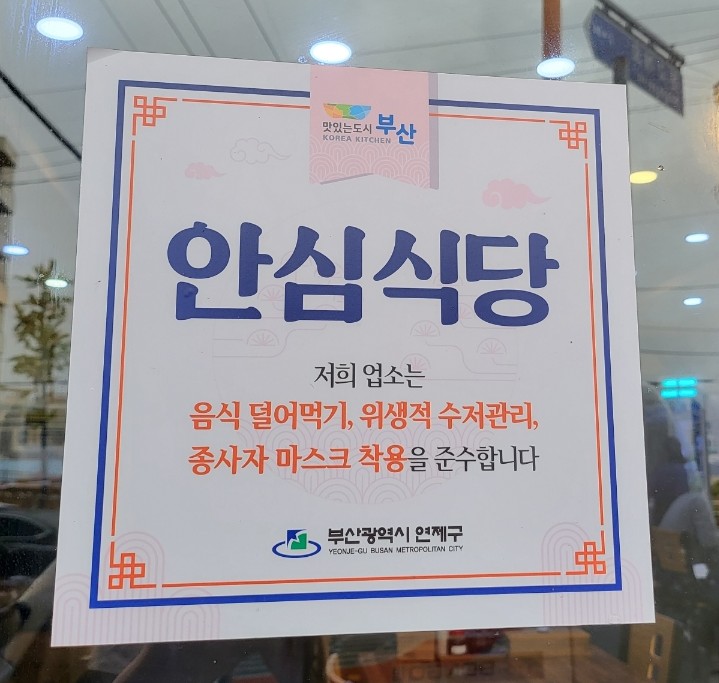 맛있는도시 부산
KOREA KITCHEN
안심식당
저희 업소는
음식 덜어먹기, 위생적 수저관리,
종사자 마스크 착용을 준수합니다
부산광역시 연제구
YEONJE-GU BUSAN METROPOLITAN CITY